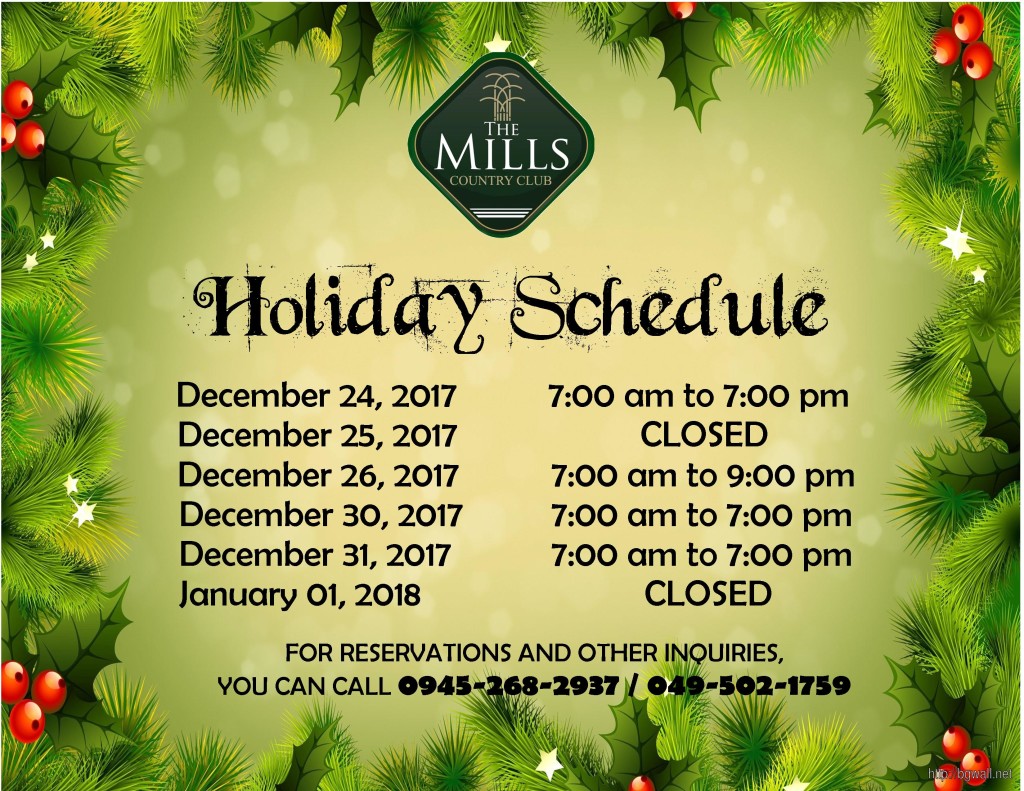 THE
MILLS
COUNTRY CLUB
Holiday Schedule
December 24, 2017 7:00 am to 7:00 pm
December 25, 2017 CLOSED
December 26, 2017 7:00 am to 9:00 pm
December 30, 2017 7:00 am to 7:00 pm
December 31, 2017 7:00 am to 7:00 pm
January 01, 2018 CLOSED
FOR RESERVATIONS AND OTHER INQUIRIES,
YOU CAN CALL 0945-268-2937 / 049-502-1759
http://bgwall.net